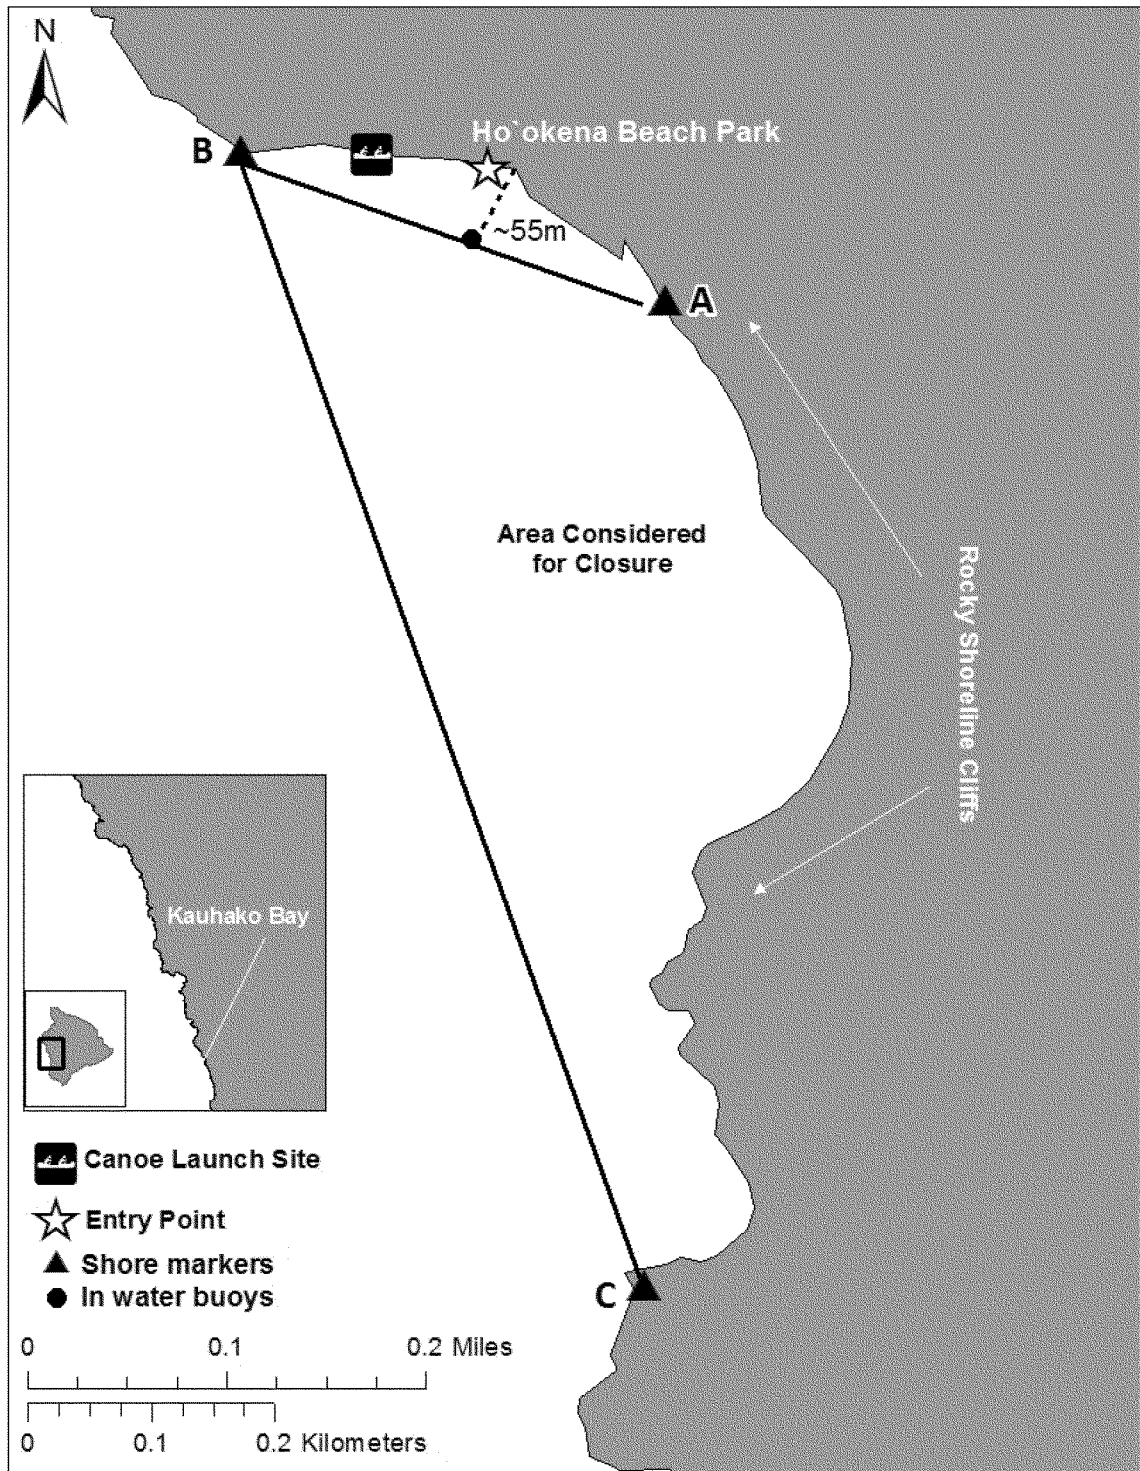 N
Ho`okena Beach Park
B
~55m
A
Area Considered
for Closure
Rocky Shoreline Cliffs
Kauhako Bay
Canoe Launch Site
Entry Point
Shore markers
In water buoys
C
0 0.1 0.2 Miles
0 0.1 0.2 Kilometers